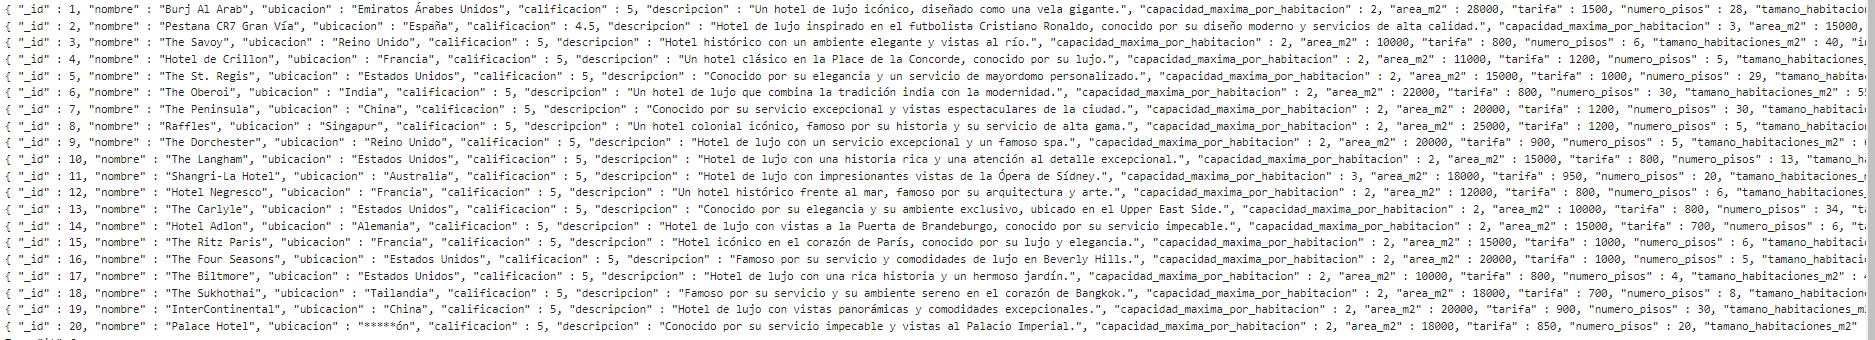 { "_id" : 1, "nombre" : "Burj Al Arab", "ubicacion" : "Emiratos Árabes Unidos", "calificacion" : 5, "descripcion" : "Un hotel de lujo icónico, diseñado como una vela gigante.", "capacidad_maxima_por_habitacion" : 2, "area_m2" : 28000, "tarifa" : 1500, "numero_pisos" : 28, "tamano_habitacio
{ "_id" : 2, "nombre" : "Pestana CR7 Gran Vía", "ubicacion" : "España", "calificacion" : 4.5, "descripcion" : "Hotel de lujo inspirado en el futbolista Cristiano Ronaldo, conocido por su diseño moderno y servicios de alta calidad.", "capacidad_maxima_por_habitacion" : 3, "area_m2" : 15000,
{ "_id" : 3, "nombre" : "The Savoy", "ubicacion" : "Reino Unido", "calificacion" : 5, "descripcion" : "Hotel histórico con un ambiente elegante y vistas al río.", "capacidad_maxima_por_habitacion" : 2, "area_m2" : 10000, "tarifa" : 800, "numero_pisos" : 6, "tamano_habitaciones_m2" : 40,
{ "_id" : 4, "nombre" : "Hotel de Crillon", "ubicacion" : "Francia", "calificacion" : 5, "descripcion" : "Un hotel clásico en la Place de la Concorde, conocido por su lujo.", "capacidad_maxima_por_habitacion" : 2, "area_m2" : 11000, "tarifa" : 1200, "numero_pisos" : 5, "tamano_habitaciones_
{ "_id" : 5, "nombre" : "The St. Regis", "ubicacion" : "Estados Unidos", "calificacion" : 5, "descripcion" : "Conocido por su elegancia y un servicio de mayordomo personalizado.", "capacidad_maxima_por_habitacion" : 2, "area_m2" : 15000, "tarifa" : 1000, "numero_pisos" : 29, "tamano_habita
{ "_id" : 6, "nombre" : "The Oberoi", "ubicacion" : "India", "calificacion" : 5, "descripcion" : "Un hotel de lujo que combina la tradición india con la modernidad.", "capacidad_maxima_por_habitacion" : 2, "area_m2" : 22000, "tarifa" : 800, "numero_pisos" : 30, "tamano_habitaciones_m2" :
{ "_id" : 7, "nombre" : "The Peninsula", "ubicacion" : "China", "calificacion" : 5, "descripcion" : "Conocido por su servicio excepcional y vistas espectaculares de la ciudad.", "capacidad_maxima_por_habitacion" : 2, "area_m2" : 20000, "tarifa" : 1200, "numero_pisos" : 30, "tamano_habitaci
{ "_id" : 8, "nombre" : "Raffles", "ubicacion" : "Singapur", "calificacion" : 5, "descripcion" : "Un hotel colonial icónico, famoso por su historia y su servicio de alta gama.", "capacidad_maxima_por_habitacion" : 2, "area_m2" : 25000, "tarifa" : 1200, "numero_pisos" : 5, "tamano_habitacio
{ "_id" : 9, "nombre" : "The Dorchester", "ubicacion" : "Reino Unido", "calificacion" : 5, "descripcion" : "Hotel de lujo con un servicio excepcional y un famoso spa.", "capacidad_maxima_por_habitacion" : 2, "area_m2" : 20000, "tarifa" : 900, "numero_pisos" : 5, "tamano_habitaciones_m2" :
{ "_id" : 10, "nombre" : "The Langham", "ubicacion" : "Estados Unidos", "calificacion" : 5, "descripcion" : "Hotel de lujo con una historia rica y una atención al detalle excepcional.", "capacidad_maxima_por_habitacion" : 2, "area_m2" : 15000, "tarifa" : 800, "numero_pisos" : 13, "tamano_h
{ "_id" : 11, "nombre" : "Shangri-La Hotel", "ubicacion" : "Australia", "calificacion" : 5, "descripcion" : "Hotel de lujo con impresionantes vistas de la Ópera de Sídney.", "capacidad_maxima_por_habitacion" : 3, "area_m2" : 18000, "tarifa" : 950, "numero_pisos" : 20, "tamano_habitaciones_
{ "_id" : 12, "nombre" : "Hotel Negresco", "ubicacion" : "Francia", "calificacion" : 5, "descripcion" : "Un hotel histórico frente al mar, famoso por su arquitectura y arte.", "capacidad_maxima_por_habitacion" : 2, "area_m2" : 12000, "tarifa" : 800, "numero_pisos" : 6, "tamano_habitaciones_
{ "_id" : 13, "nombre" : "The Carlyle", "ubicacion" : "Estados Unidos", "calificacion" : 5, "descripcion" : "Conocido por su elegancia y su ambiente exclusivo, ubicado en el Upper East Side.", "capacidad_maxima_por_habitacion" : 2, "area_m2" : 10000, "tarifa" : 800, "numero_pisos" : 34,
{ "_id" : 14, "nombre" : "Hotel Adlon", "ubicacion" : "Alemania", "calificacion" : 5, "descripcion" : "Hotel de lujo con vistas a la Puerta de Brandeburgo, conocido por su servicio impecable.", "capacidad_maxima_por_habitacion" : 2, "area_m2" : 15000, "tarifa" : 700, "numero_pisos" : 6,
{ "_id" : 15, "nombre" : "The Ritz Paris", "ubicacion" : "Francia", "calificacion" : 5, "descripcion" : "Hotel icónico en el corazón de París, conocido por su lujo y elegancia.", "capacidad_maxima_por_habitacion" : 2, "area_m2" : 15000, "tarifa" : 1000, "numero_pisos" : 6, "tamano_habitacion
{ "_id" : 16, "nombre" : "The Four Seasons", "ubicacion" : "Estados Unidos", "calificacion" : 5, "descripcion" : "Famoso por su servicio y comodidades de lujo en Beverly Hills.", "capacidad_maxima_por_habitacion" : 2, "area_m2" : 20000, "tarifa" : 1000, "numero_pisos" : 5, "tamano_habitaci
{ "_id" : 17, "nombre" : "The Biltmore", "ubicacion" : "Estados Unidos", "calificacion" : 5, "descripcion" : "Hotel de lujo con una rica historia y un hermoso jardín.", "capacidad_maxima_por_habitacion" : 2, "area_m2" : 10000, "tarifa" : 800, "numero_pisos" : 4, "tamano_habitaciones_m2" :
{ "_id" : 18, "nombre" : "The Sukhothai", "ubicacion" : "Tailandia", "calificacion" : 5, "descripcion" : "Famoso por su servicio y su ambiente sereno en el corazón de Bangkok.", "capacidad_maxima_por_habitacion" : 2, "area_m2" : 18000, "tarifa" : 700, "numero_pisos" : 8, "tamano_habitacione
{ "_id" : 19, "nombre" : "InterContinental", "ubicacion" : "China", "calificacion" : 5, "descripcion" : "Hotel de lujo con vistas panorámicas y comodidades excepcionales.", "capacidad_maxima_por_habitacion" : 2, "area_m2" : 20000, "tarifa" : 900, "numero_pisos" : 30, "tamano_habitaciones_m
{ "_id" : 20, "nombre" : "Palace Hotel", "ubicacion" : "*****ón", "calificacion" : 5, "descripcion" : "Conocido por su servicio impecable y vistas al Palacio Imperial.", "capacidad_maxima_por_habitacion" : 2, "area_m2" : 18000, "tarifa" : 850, "numero_pisos" : 20, "tamano_habitaciones_m2"